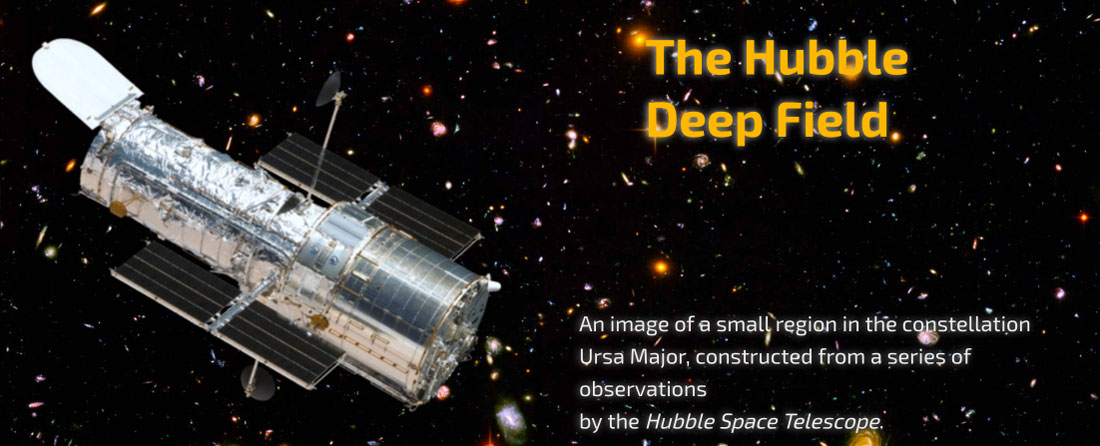 The Hubble
Deep Field
An image of a small region in the constellation
Ursa Major, constructed from a series of
observations
by the Hubble Space Telescope.